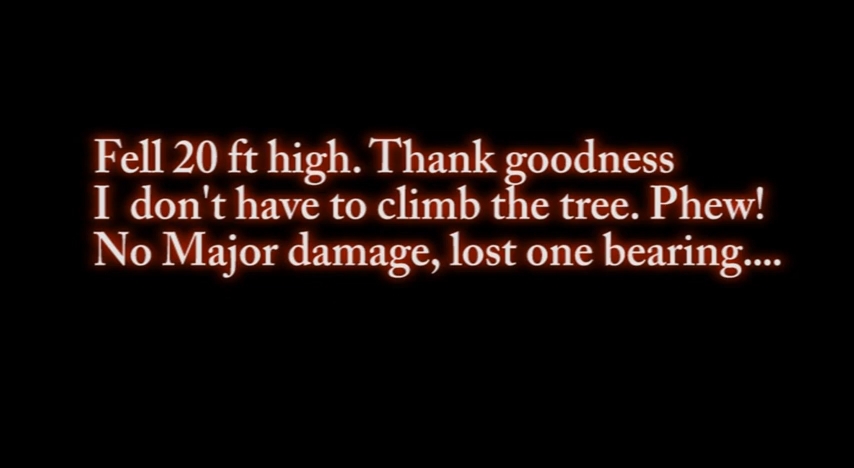 Fell 20 ft high. Thank goodness
I  don't have to climb the tree. Phew!
No Major damage, lost one bearing....